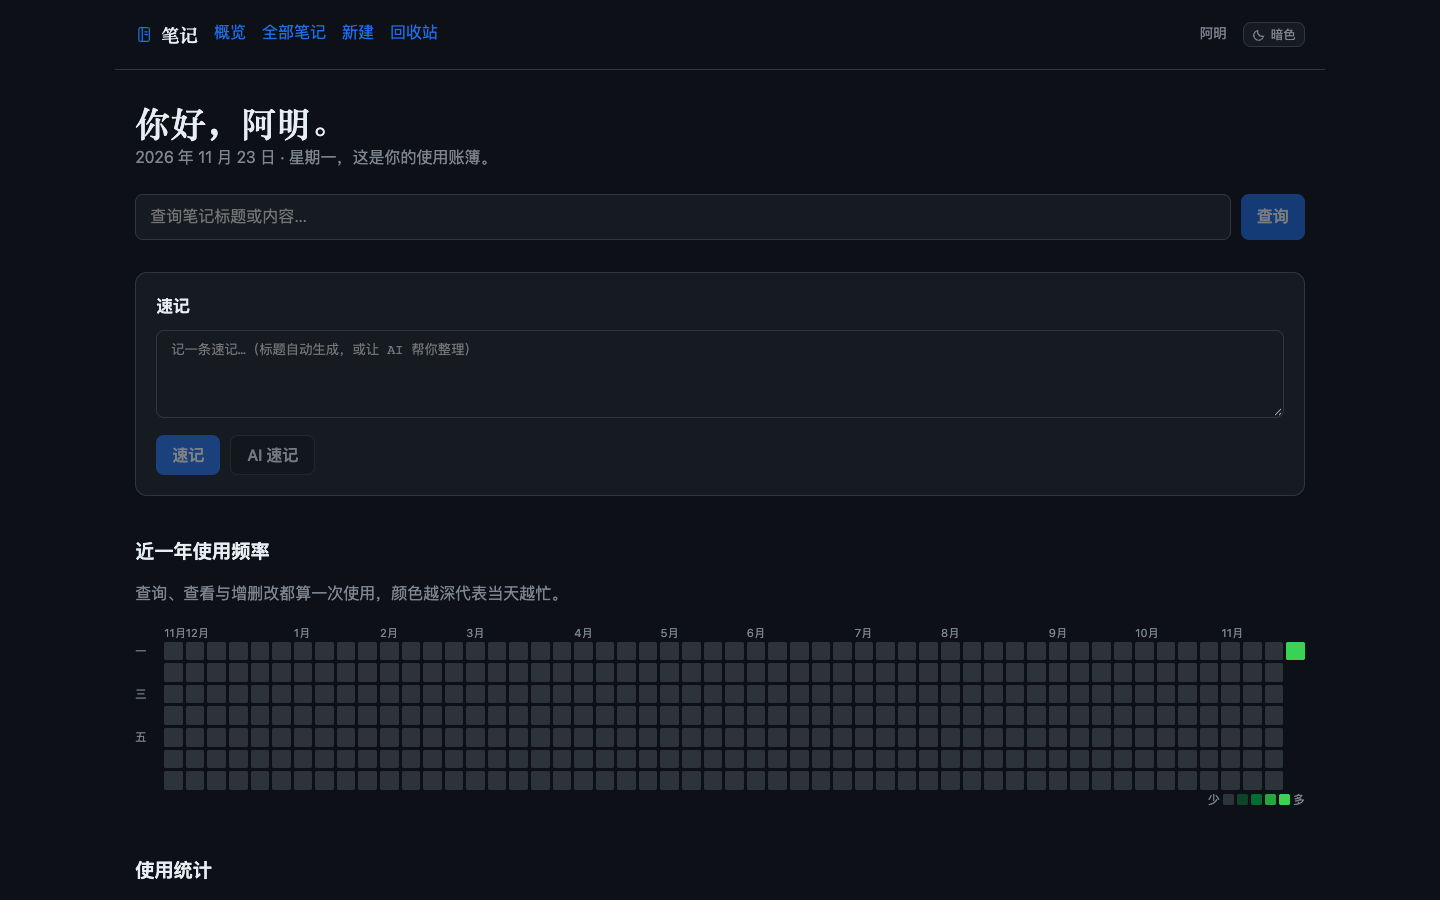 笔记 概览 全部笔记 新建 回收站 阿明 暗色
你好，阿明。
2026 年 11 月 23 日 · 星期一，这是你的使用账簿。
查询笔记标题或内容... 查询
速记
记一条速记…（标题自动生成，或让 AI 帮你整理）
速记 AI 速记
近一年使用频率
查询、查看与增删改都算一次使用，颜色越深代表当天越忙。
11月12月 1月 2月 3月 4月 5月 6月 7月 8月 9月 10月 11月
一
三
五
少 多
使用统计